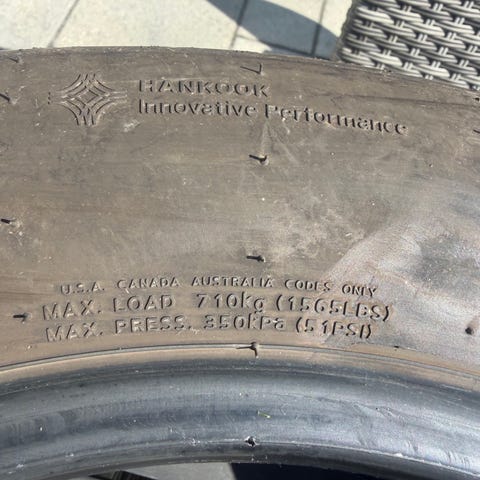 HANKOOK
Innovative Performance
U.S.A. CANADA AUSTRALIA CODES ONLY
MAX. LOAD 710kg (1565LBS)
MAX. PRESS. 350kPa (51PSI)